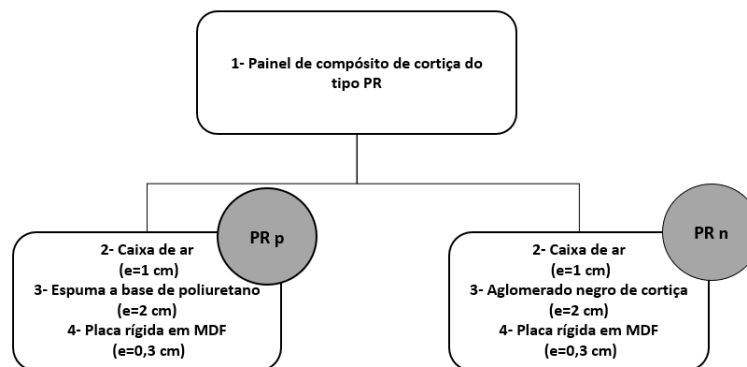 1- Painel de compósito de cortiça do
tipo PR
PR p
2- Caixa de ar
(e=1 cm)
3- Espuma a base de poliuretano
(e=2 cm)
4- Placa rígida em MDF
(e=0,3 cm)
PR n
2- Caixa de ar
(e=1 cm)
3- Aglomerado negro de cortiça
(e=2 cm)
4- Placa rígida em MDF
(e=0,3 cm)